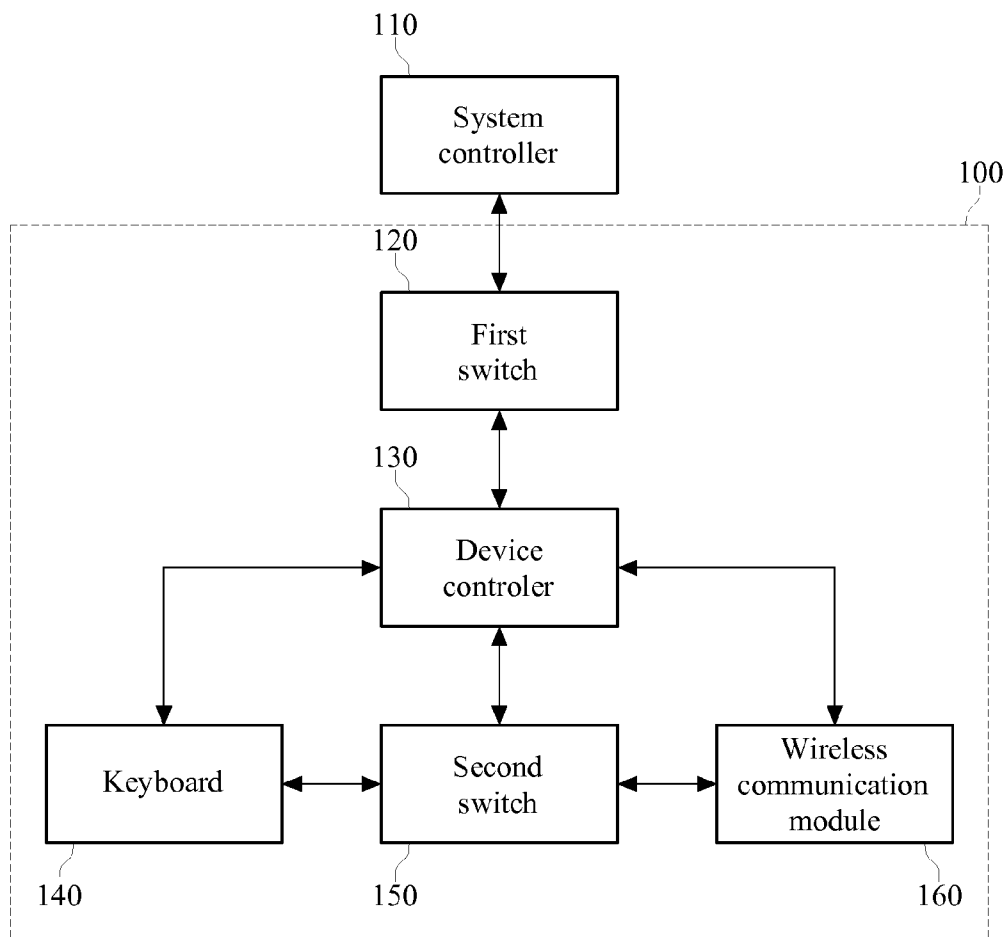 110
System
controller
100
120
First
switch
130
Device
controler
Keyboard
Second
switch
Wireless
communication
module
140
150
160